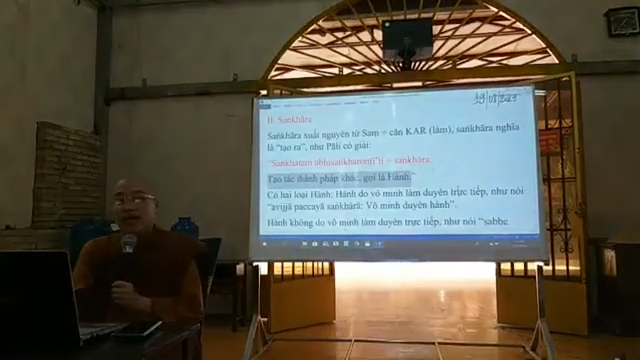 II. Saṅkhāra
Saṅkhāra xuất nguyên từ Saṃ + căn KAR (làm), saṅkhāra nghĩa
là “tạo ra”, như Pāli có giải:
“Saṅkhataṃ abhisaṅkharontī’ti = saṅkhāra,
Tạo tác thành pháp khác, gọi là Hành.”
Có hai loại Hành: Hành do vô minh làm duyên trực tiếp, như nói
“avijjā paccayā saṅkhārā: Vô minh duyên hành”.
Hành không do vô minh làm duyên trực tiếp, như nói “sabbe